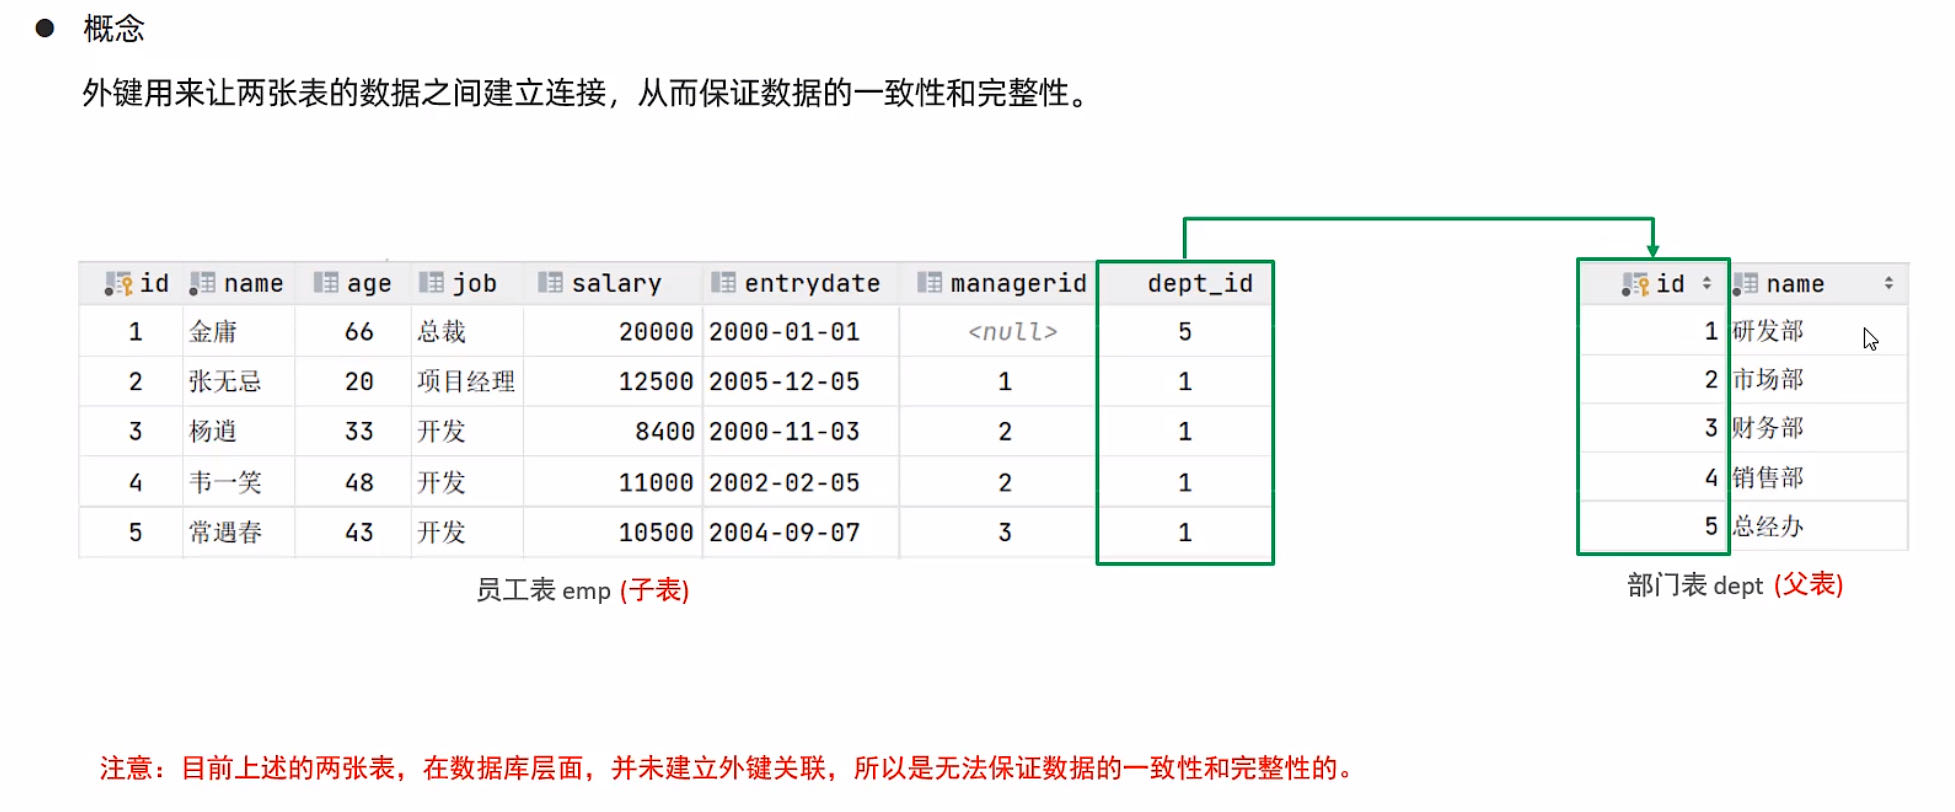 ● 概念
外键用来让两张表的数据之间建立连接，从而保证数据的一致性和完整性。
id name age job salary entrydate managerid dept_id
1 金庸 66 总裁 20000 2000-01-01 <null> 5
2 张无忌 20 项目经理 12500 2005-12-05 1 1
3 杨逍 33 开发 8400 2000-11-03 2 1
4 韦一笑 48 开发 11000 2002-02-05 2 1
5 常遇春 43 开发 10500 2004-09-07 3 1
员工表 emp (子表)
id name
1 研发部
2 市场部
3 财务部
4 销售部
5 总经办
部门表 dept (父表)
注意：目前上述的两张表，在数据库层面，并未建立外键关联，所以是无法保证数据的一致性和完整性的。